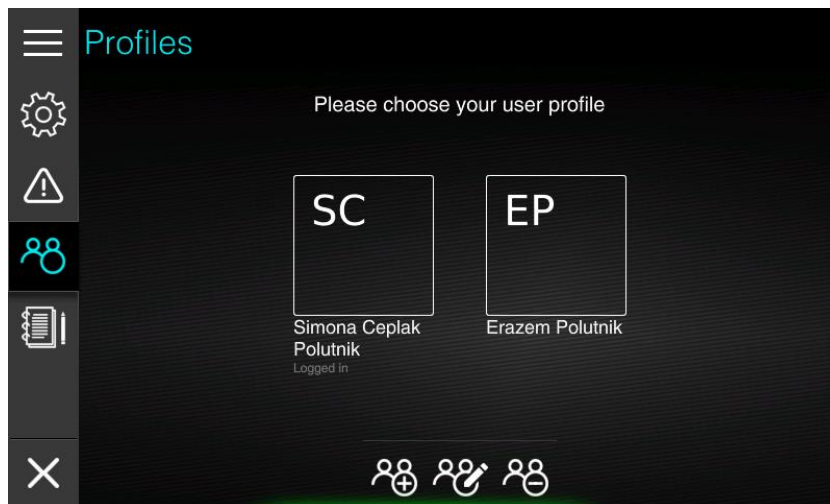 Profiles
Please choose your user profile
SC
EP
Simona Ceplak
Polutnik
Logged in
Erazem Polutnik